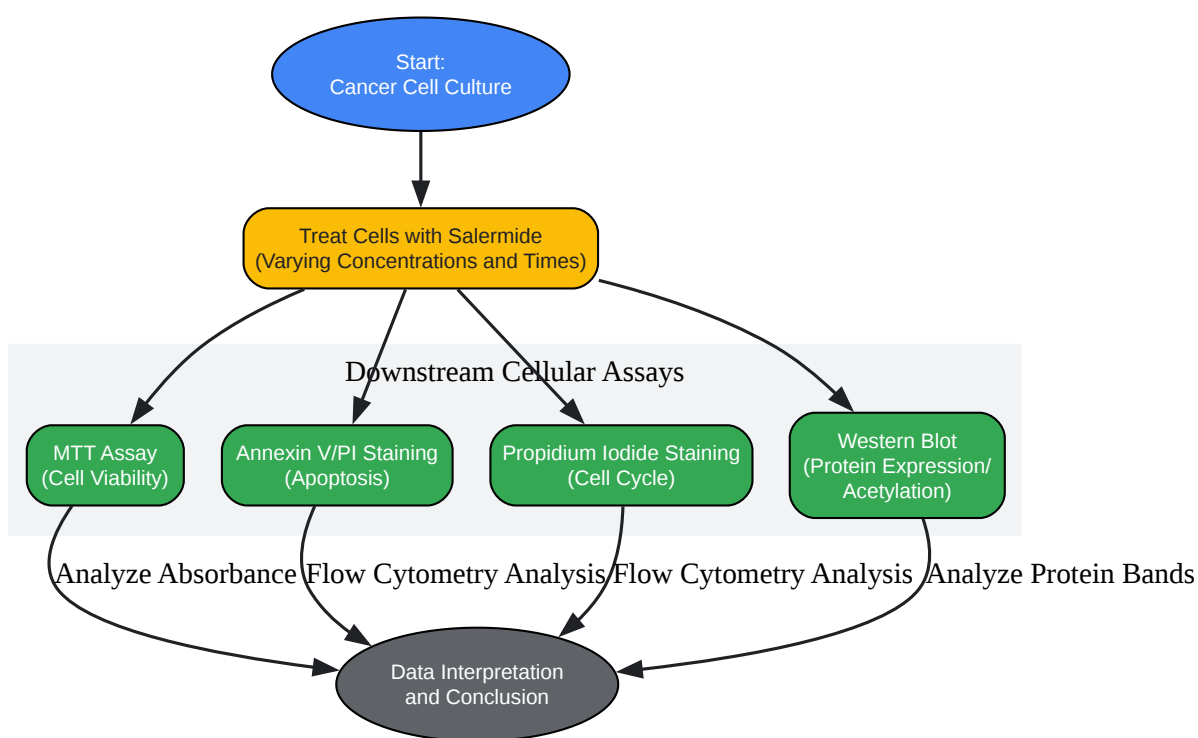 Start:
Cancer Cell Culture
Treat Cells with Salermide
(Varying Concentrations and Times)
Downstream Cellular Assays
MTT Assay
(Cell Viability)
Annexin V/PI Staining
(Apoptosis)
Propidium Iodide Staining
(Cell Cycle)
Western Blot
(Protein Expression/
Acetylation)
Analyze Absorbance
Flow Cytometry Analysis
Flow Cytometry Analysis
Analyze Protein Bands
Data Interpretation
and Conclusion